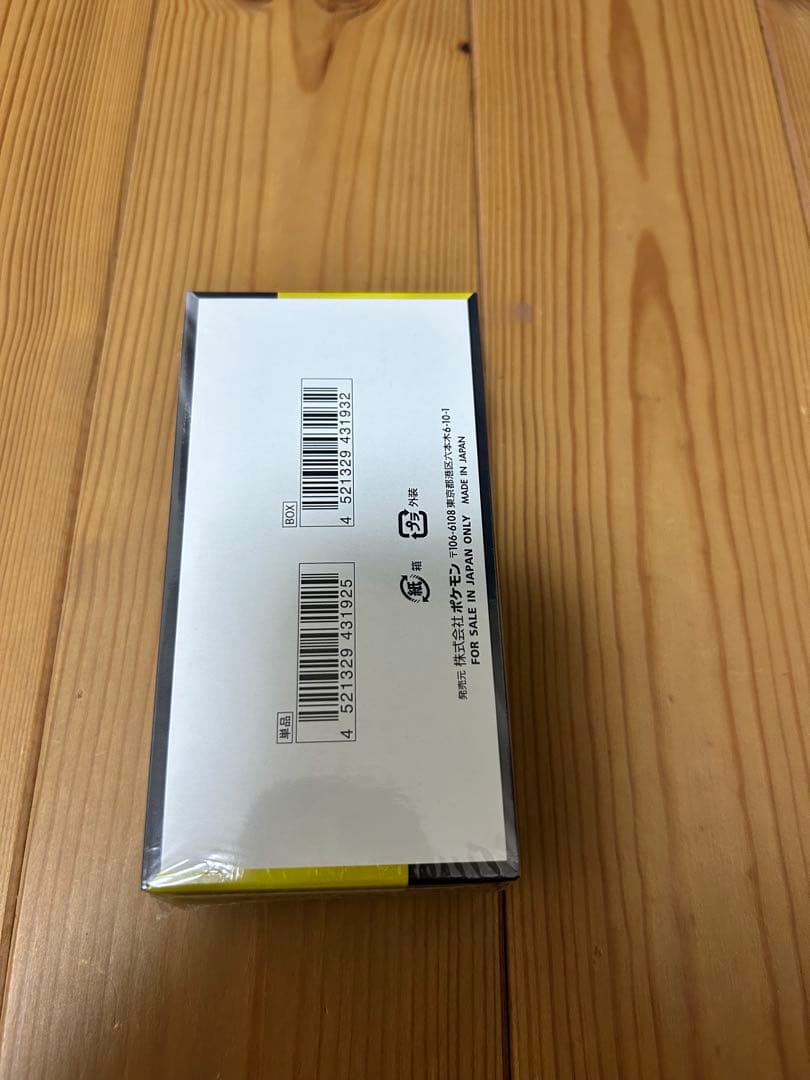 単品
4 521329 431925
BOX
4 521329 431932
紙 箱
プラ 外装
発売元 株式会社ポケモン 〒106-6108 東京都港区六本木6-10-1
FOR SALE IN JAPAN ONLY MADE IN JAPAN